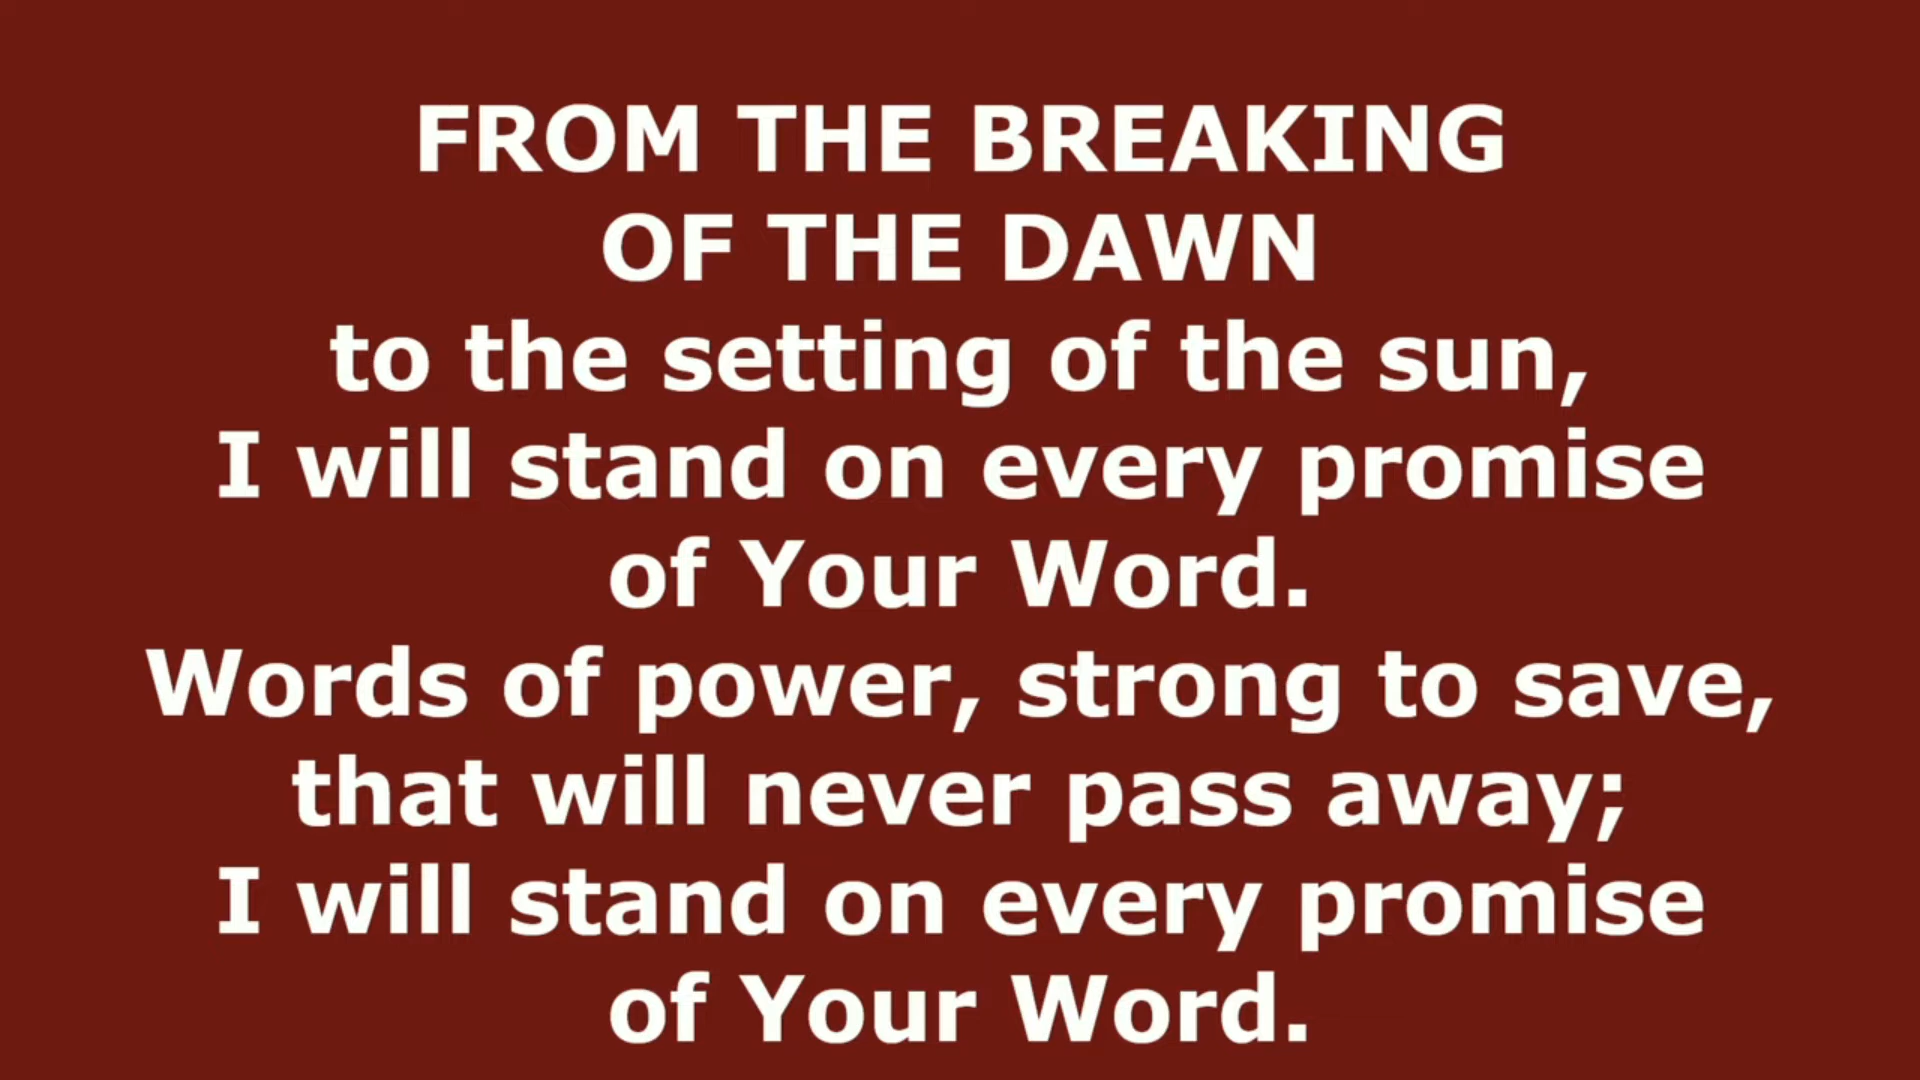 FROM THE BREAKING
OF THE DAWN
to the setting of the sun,
I will stand on every promise
of Your Word.
Words of power, strong to save,
that will never pass away;
I will stand on every promise
of Your Word.